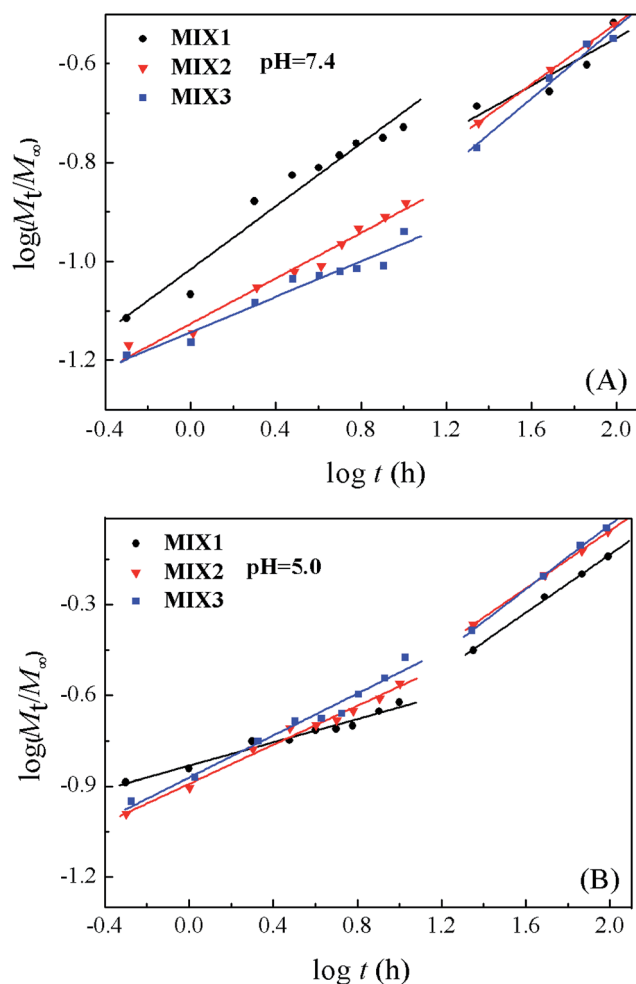 MIX1
MIX2
MIX3
pH=7.4
-0.6
-0.8
-1.0
-1.2
log(Mt/M∞)
-0.4 0.0 0.4 0.8 1.2 1.6 2.0
log t (h)
(A)
MIX1
MIX2
MIX3
pH=5.0
-0.3
-0.6
-0.9
-1.2
log(Mt/M∞)
-0.4 0.0 0.4 0.8 1.2 1.6 2.0
log t (h)
(B)